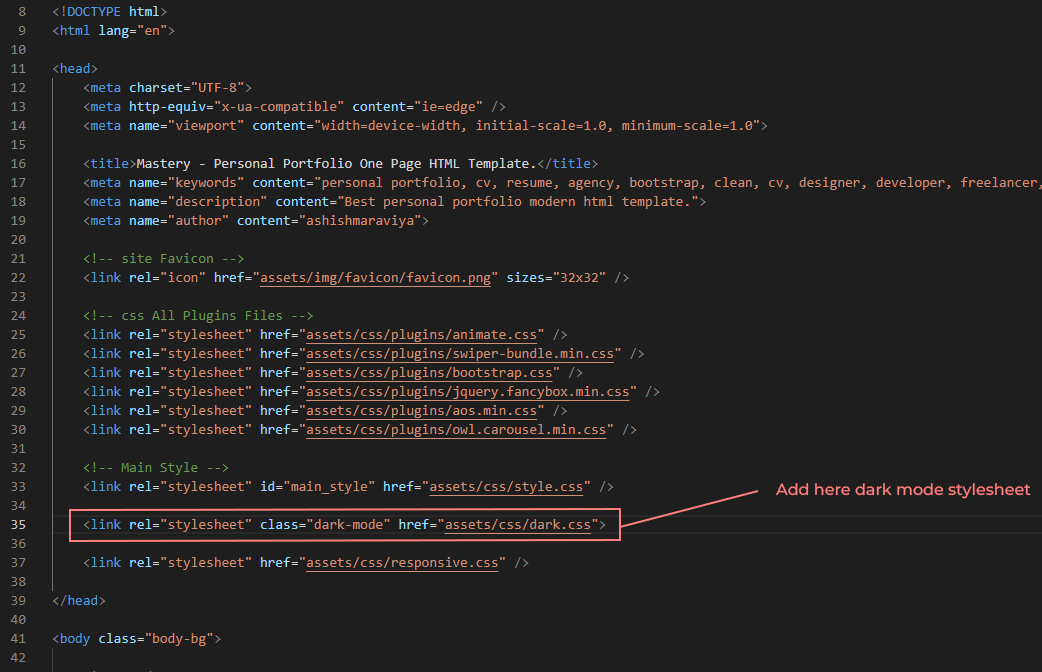 8 <!DOCTYPE html>
9 <html lang="en">
10
11 <head>
12 <meta charset="UTF-8">
13 <meta http-equiv="x-ua-compatible" content="ie=edge" />
14 <meta name="viewport" content="width=device-width, initial-scale=1.0, minimum-scale=1.0">
15
16 <title>Mastery - Personal Portfolio One Page HTML Template.</title>
17 <meta name="keywords" content="personal portfolio, cv, resume, agency, bootstrap, clean, cv, designer, developer, freelancer,
18 <meta name="description" content="Best personal portfolio modern html template.">
19 <meta name="author" content="ashishmaraviya">
20
21 <!-- site Favicon -->
22 <link rel="icon" href="assets/img/favicon/favicon.png" sizes="32x32" />
23
24 <!-- css All Plugins Files -->
25 <link rel="stylesheet" href="assets/css/plugins/animate.css" />
26 <link rel="stylesheet" href="assets/css/plugins/swiper-bundle.min.css" />
27 <link rel="stylesheet" href="assets/css/plugins/bootstrap.css" />
28 <link rel="stylesheet" href="assets/css/plugins/jquery.fancybox.min.css" />
29 <link rel="stylesheet" href="assets/css/plugins/aos.min.css" />
30 <link rel="stylesheet" href="assets/css/plugins/owl.carousel.min.css" />
31
32 <!-- Main Style -->
33 <link rel="stylesheet" id="main_style" href="assets/css/style.css" />
34
Add here dark mode stylesheet
35 <link rel="stylesheet" class="dark-mode" href="assets/css/dark.css">
36
37 <link rel="stylesheet" href="assets/css/responsive.css" />
38
39 </head>
40
41 <body class="body-bg">
42